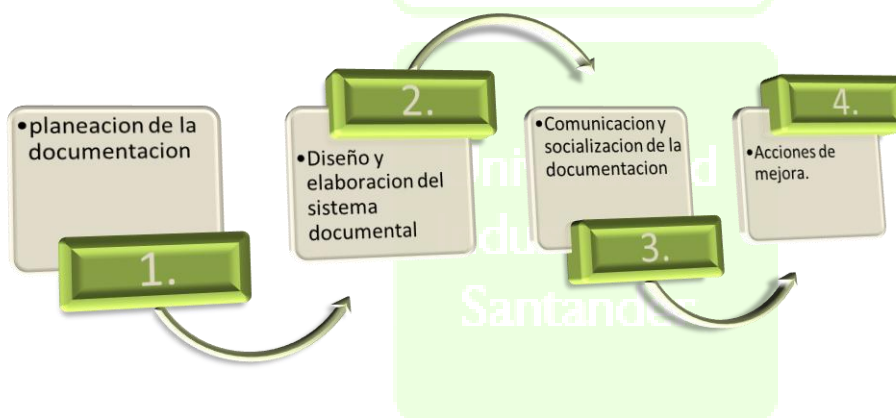 1.
•planeacion de la
documentacion
2.
•Diseño y
elaboracion del
sistema
documental
3.
•Comunicacion y
socializacion de la
documentacion
4.
•Acciones de
mejora.
Santander